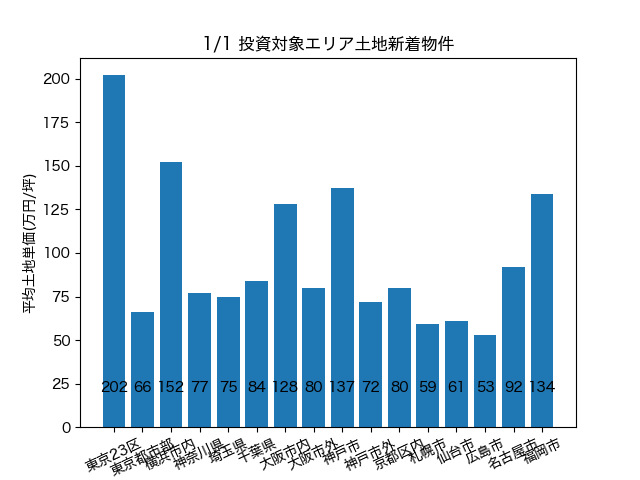 1/1 投資対象エリア土地新着物件
平均土地単価(万円/坪)
200
175
150
125
100
75
50
25
0
202 66 152 77 75 84 128 80 137 72 80 59 61 53 92 134
東京23区 東京都市部 横浜市内 神奈川県 埼玉県 千葉県 大阪市内 大阪市外 神戸市 神戸市外 京都区内 札幌市 仙台市 広島市 名古屋市 福岡市